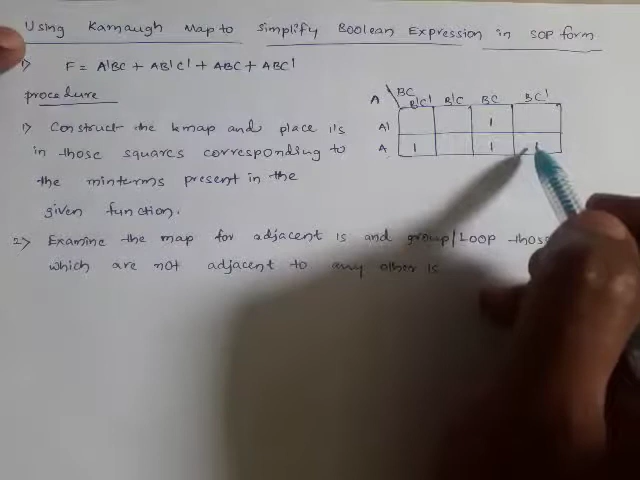 Using Karnaugh Map to Simplify Boolean Expression in SOP form
1) F = A'BC + AB'C' + ABC + ABC'
procedure
1) Construct the kmap and place 1s
in those squares corresponding to
the minterms present in the
given function.
A \ BC B'C' B'C BC BC'
A' 1
A 1 1 1
2) Examine the map for adjacent 1s and group/Loop those
which are not adjacent to any other 1s